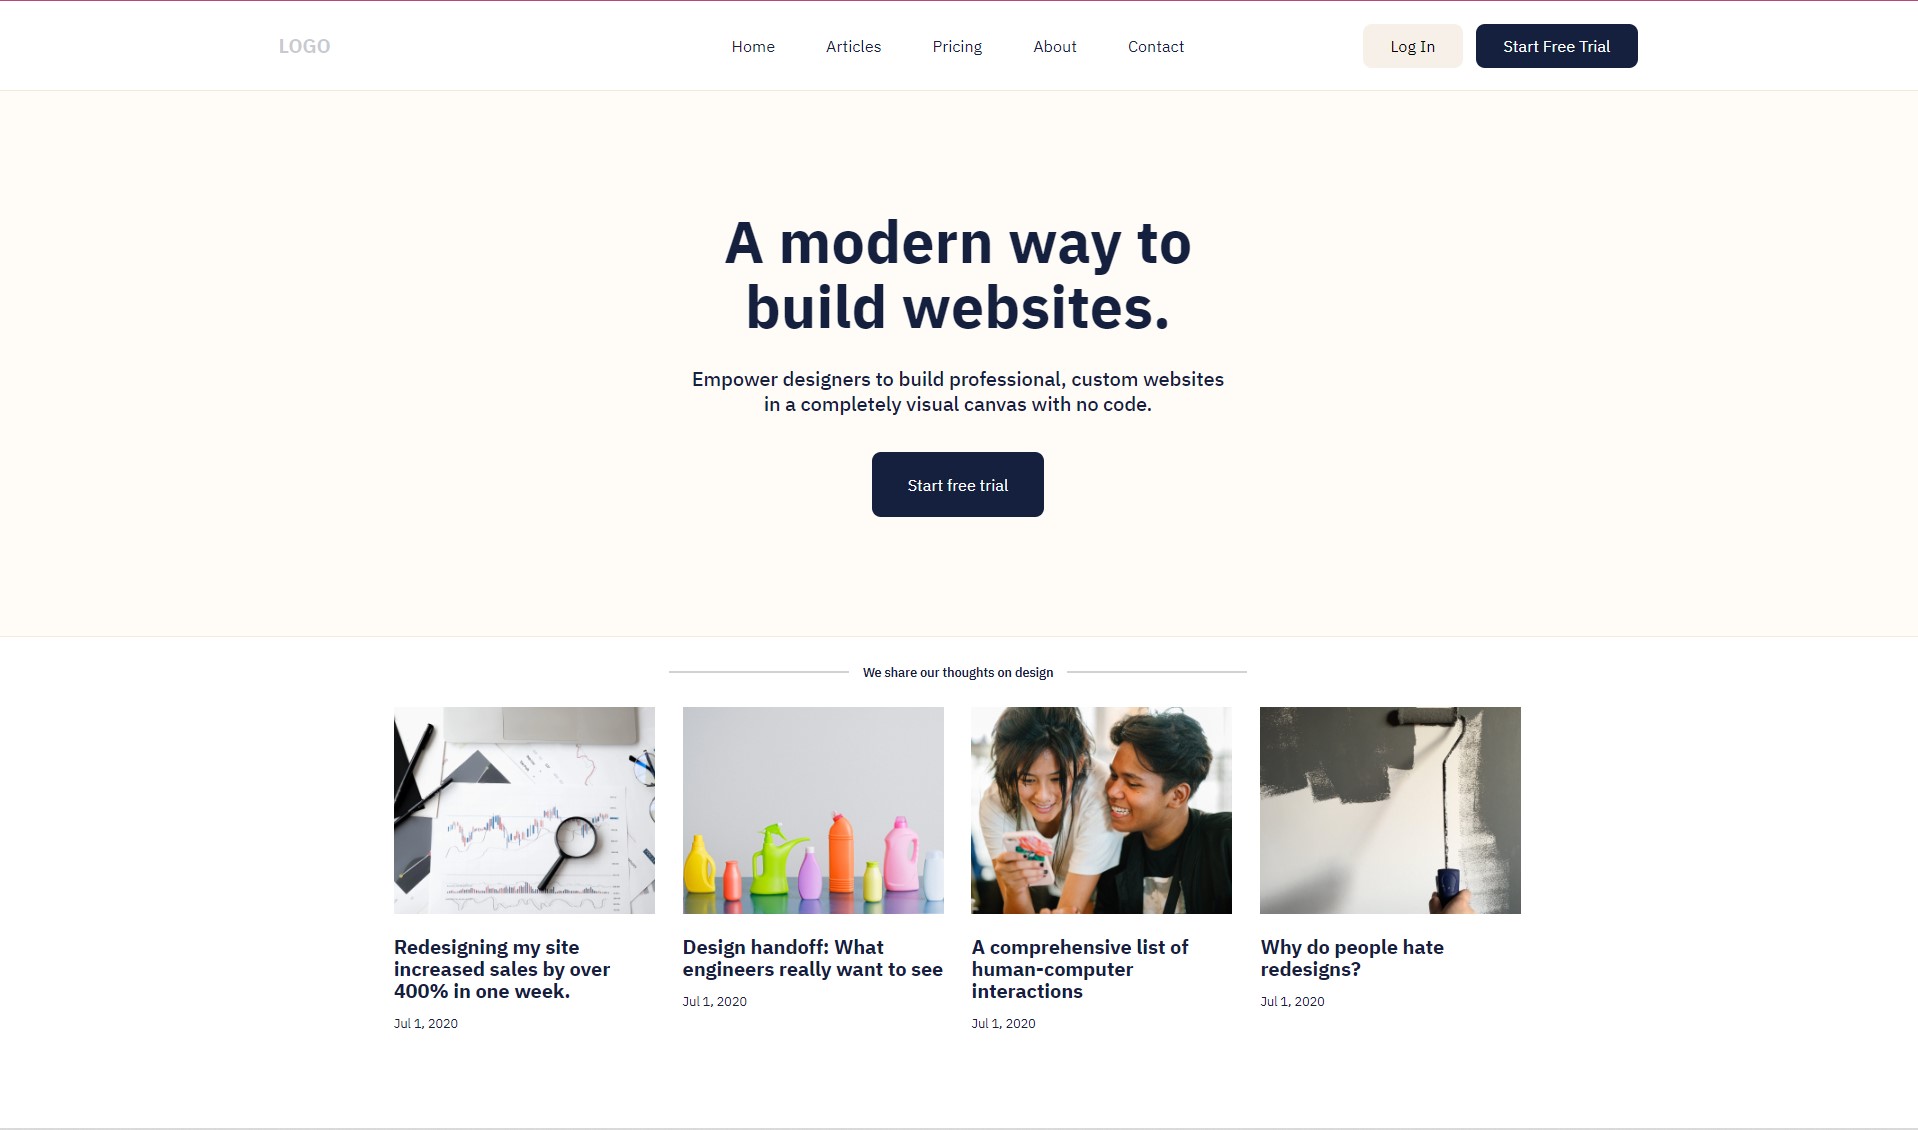 LOGO
Home Articles Pricing About Contact
Log In
Start Free Trial
A modern way to
build websites.
Empower designers to build professional, custom websites
in a completely visual canvas with no code.
Start free trial
We share our thoughts on design
Redesigning my site
increased sales by over
400% in one week.
Jul 1, 2020
Design handoff: What
engineers really want to see
Jul 1, 2020
A comprehensive list of
human-computer
interactions
Jul 1, 2020
Why do people hate
redesigns?
Jul 1, 2020